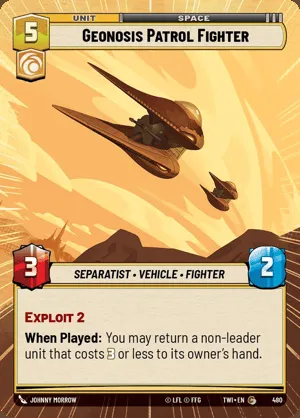 UNIT
SPACE
5
GEONOSIS PATROL FIGHTER
3
SEPARATIST • VEHICLE • FIGHTER
2
EXPLOIT 2
When Played: You may return a non-leader
unit that costs 3 or less to its owner's hand.
JOHNNY MORROW
© LFL © FFG
TWI • EN
C
480